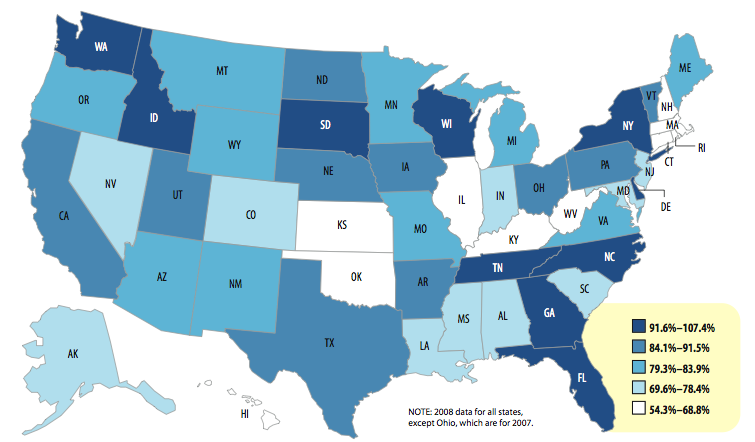 WA
MT
ND
MN
ME
OR
ID
SD
WI
MI
VT
NH
NY
MA
RI
CT
WY
NE
IA
PA
NJ
NV
UT
CO
IL
IN
OH
MD
DE
WV
VA
CA
KS
MO
KY
AZ
NM
OK
AR
TN
NC
SC
MS
AL
GA
TX
LA
FL
AK
HI
91.6%–107.4%
84.1%–91.5%
79.3%–83.9%
69.6%–78.4%
54.3%–68.8%
NOTE: 2008 data for all states,
except Ohio, which are for 2007.